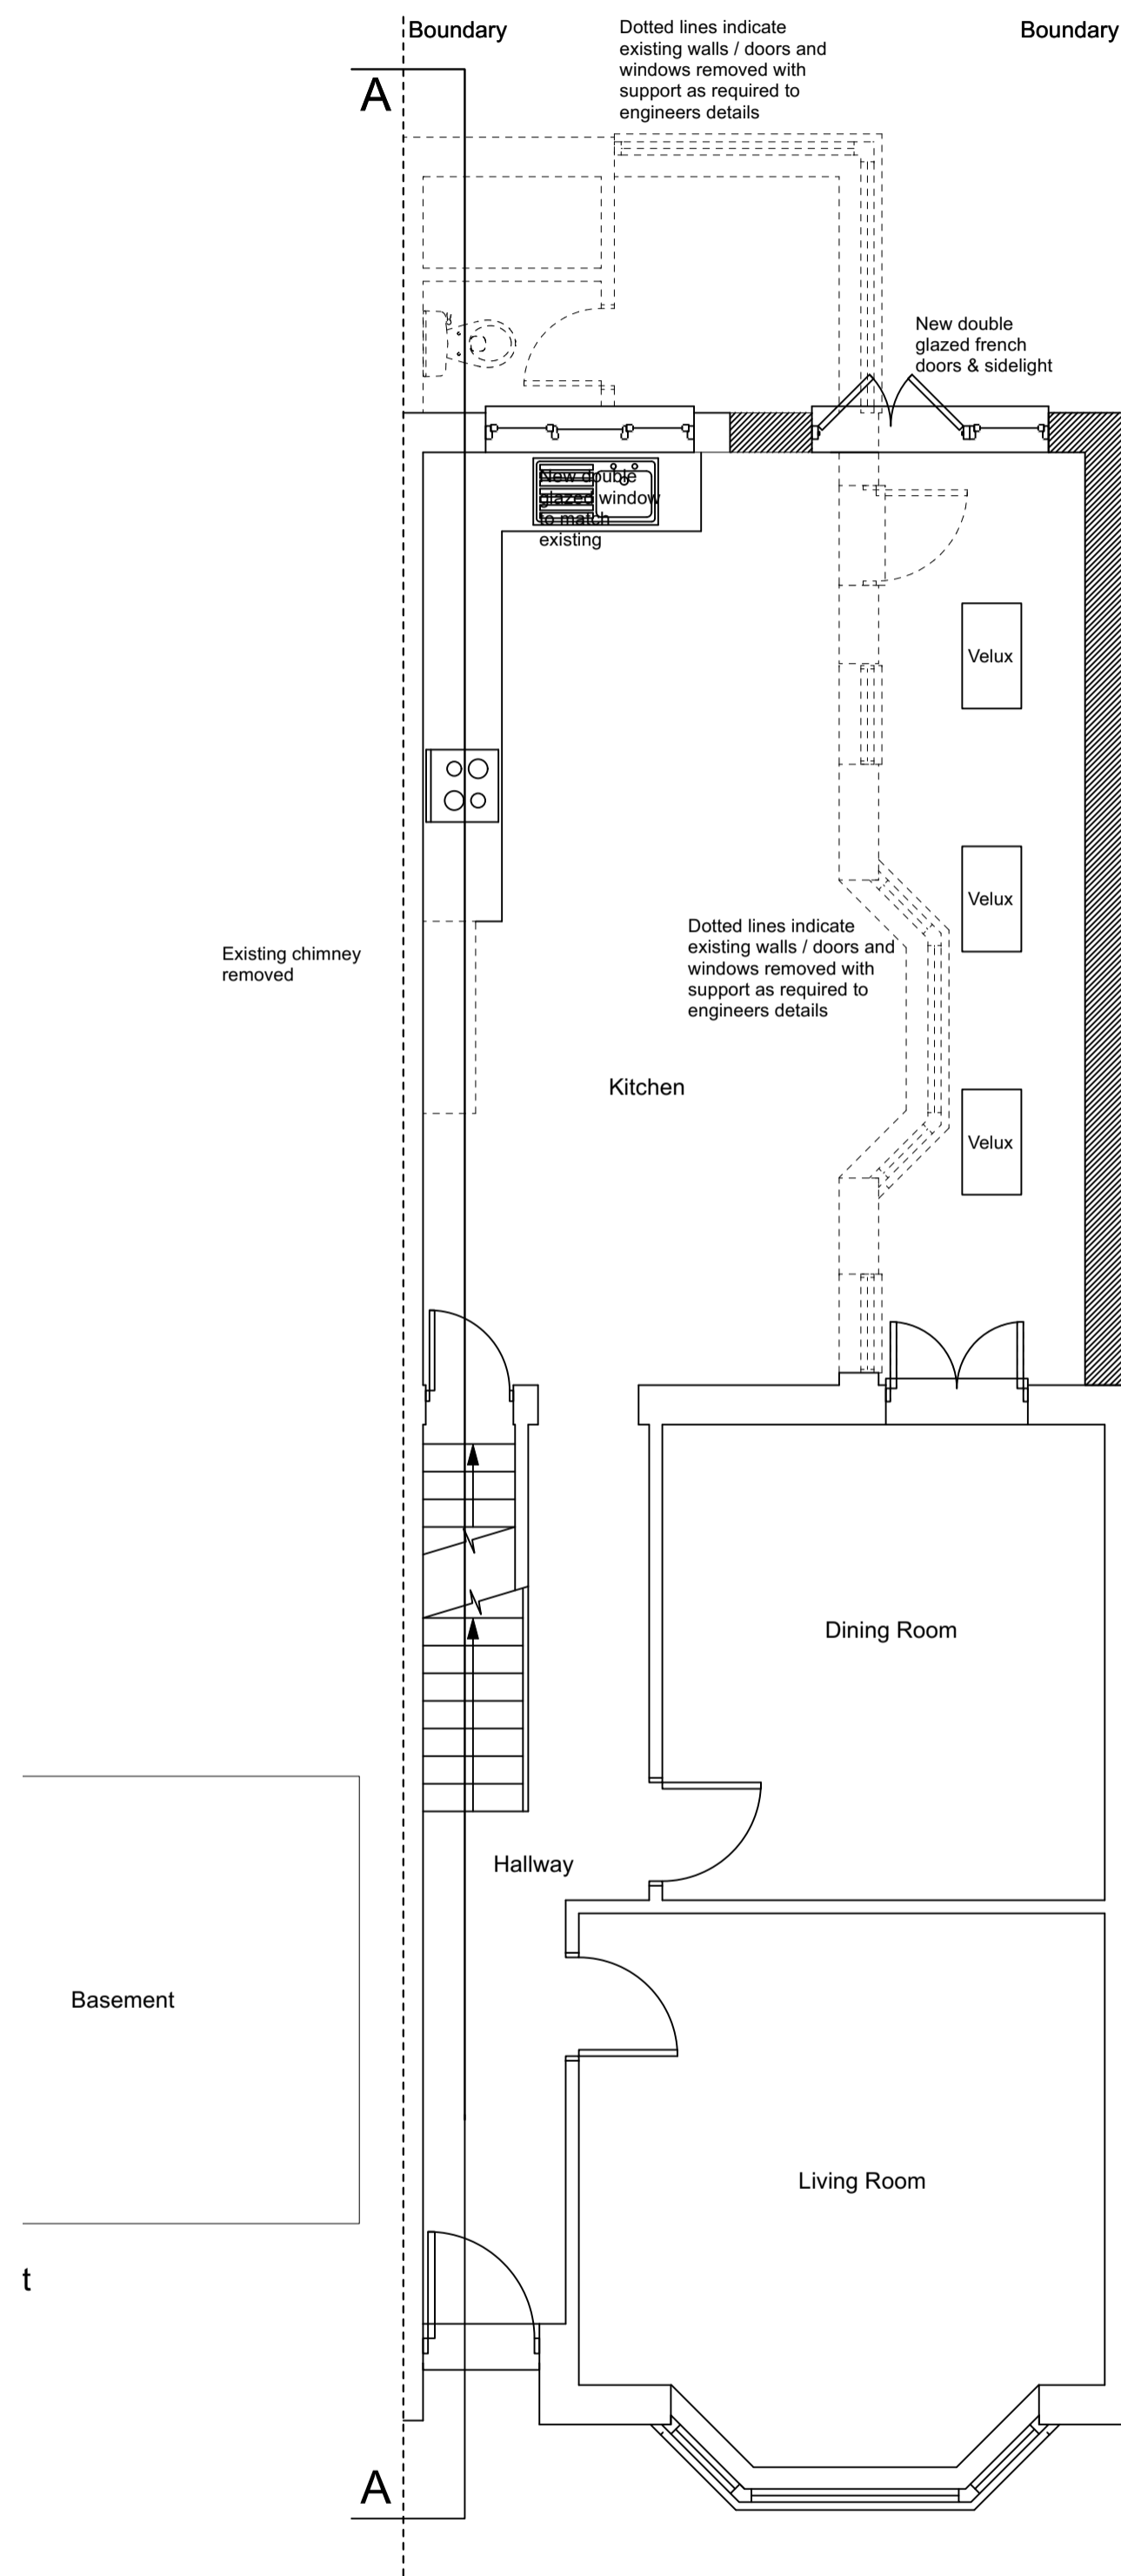 Boundary
Boundary
Dotted lines indicate
existing walls / doors and
windows removed with
support as required to
engineers details
A
New double
glazed french
doors & sidelight
New double
glazed window
to match
existing
Velux
Velux
Existing chimney
removed
Dotted lines indicate
existing walls / doors and
windows removed with
support as required to
engineers details
Kitchen
Velux
Dining Room
Hallway
Basement
Living Room
t
A